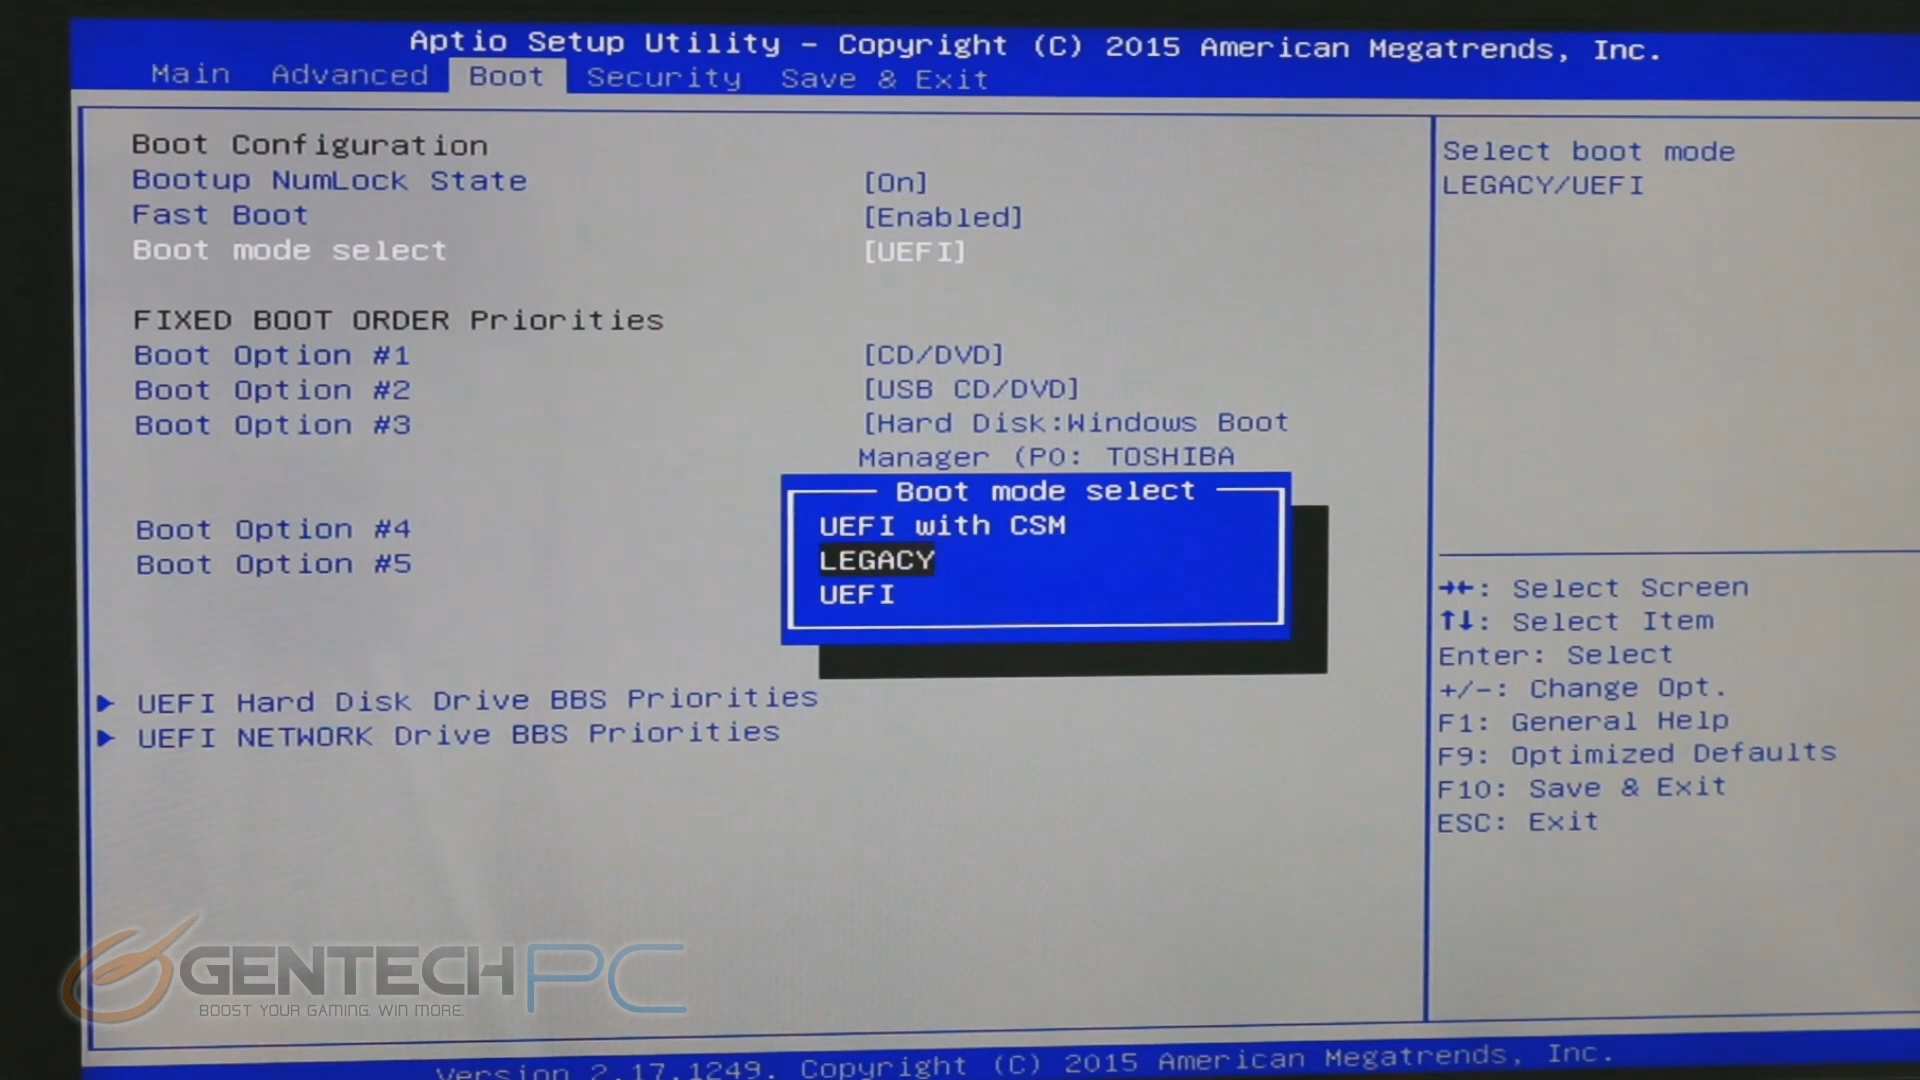 Aptio Setup Utility - Copyright (C) 2015 American Megatrends, Inc.
Main Advanced Boot Security Save & Exit
Boot Configuration
Bootup NumLock State [On]
Fast Boot [Enabled]
Boot mode select [UEFI]
FIXED BOOT ORDER Priorities
Boot Option #1 [CD/DVD]
Boot Option #2 [USB CD/DVD]
Boot Option #3 [Hard Disk:Windows Boot
Manager (P0: TOSHIBA
Boot mode select
UEFI with CSM
LEGACY
UEFI
Boot Option #4
Boot Option #5
▶ UEFI Hard Disk Drive BBS Priorities
▶ UEFI NETWORK Drive BBS Priorities
Select boot mode
LEGACY/UEFI
→←: Select Screen
↑↓: Select Item
Enter: Select
+/-: Change Opt.
F1: General Help
F9: Optimized Defaults
F10: Save & Exit
ESC: Exit
GENTECH PC
BOOST YOUR GAMING. WIN MORE.
Version 2.17.1249. Copyright (C) 2015 American Megatrends, Inc.